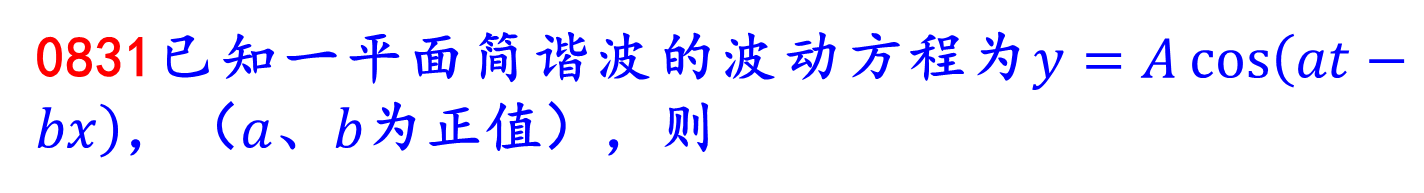 0831已知一平面简谐波的波动方程为y = A cos(at −
bx)，（a、b为正值），则